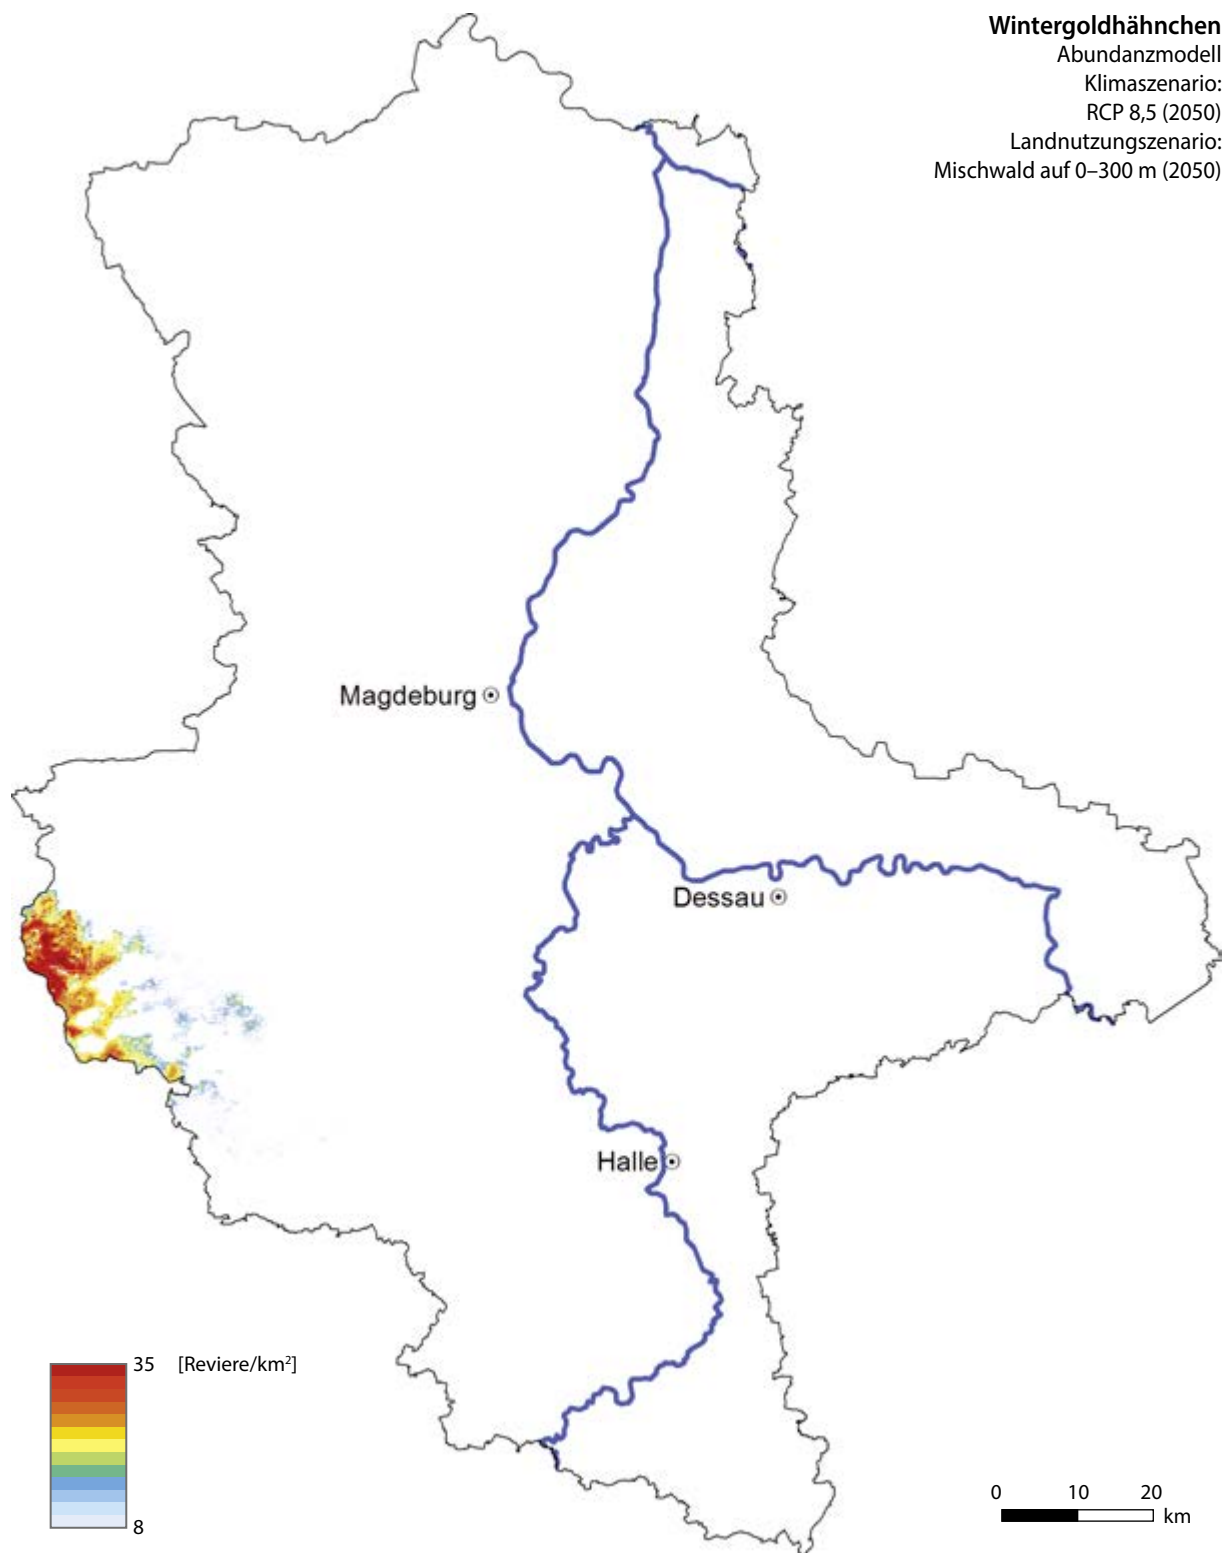 Wintergoldhähnchen
Abundanzmodell
Klimaszenario:
RCP 8,5 (2050)
Landnutzungszenario:
Mischwald auf 0–300 m (2050)
Magdeburg
Dessau
Halle
35 [Reviere/km²]
8
0 10 20
km